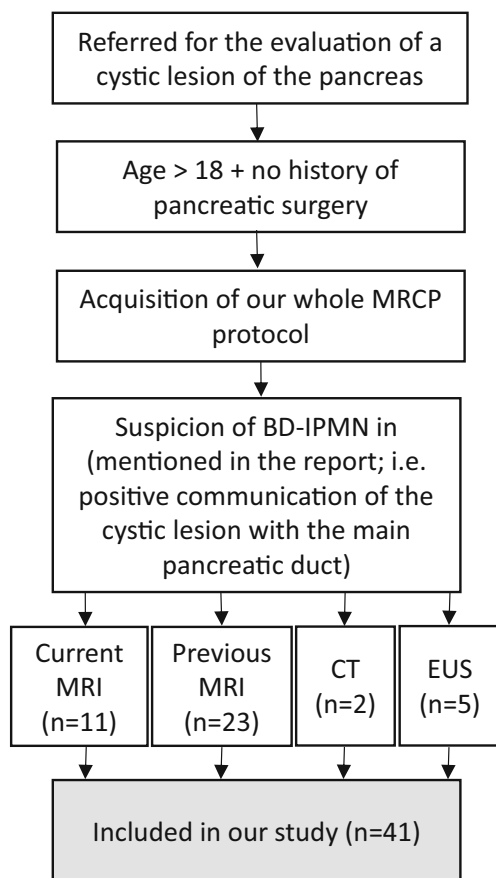 Referred for the evaluation of a
cystic lesion of the pancreas
Age > 18 + no history of
pancreatic surgery
Acquisition of our whole MRCP
protocol
Suspicion of BD-IPMN in
(mentioned in the report; i.e.
positive communication of the
cystic lesion with the main
pancreatic duct)
Current
MRI
(n=11)
Previous
MRI
(n=23)
CT
(n=2)
EUS
(n=5)
Included in our study (n=41)